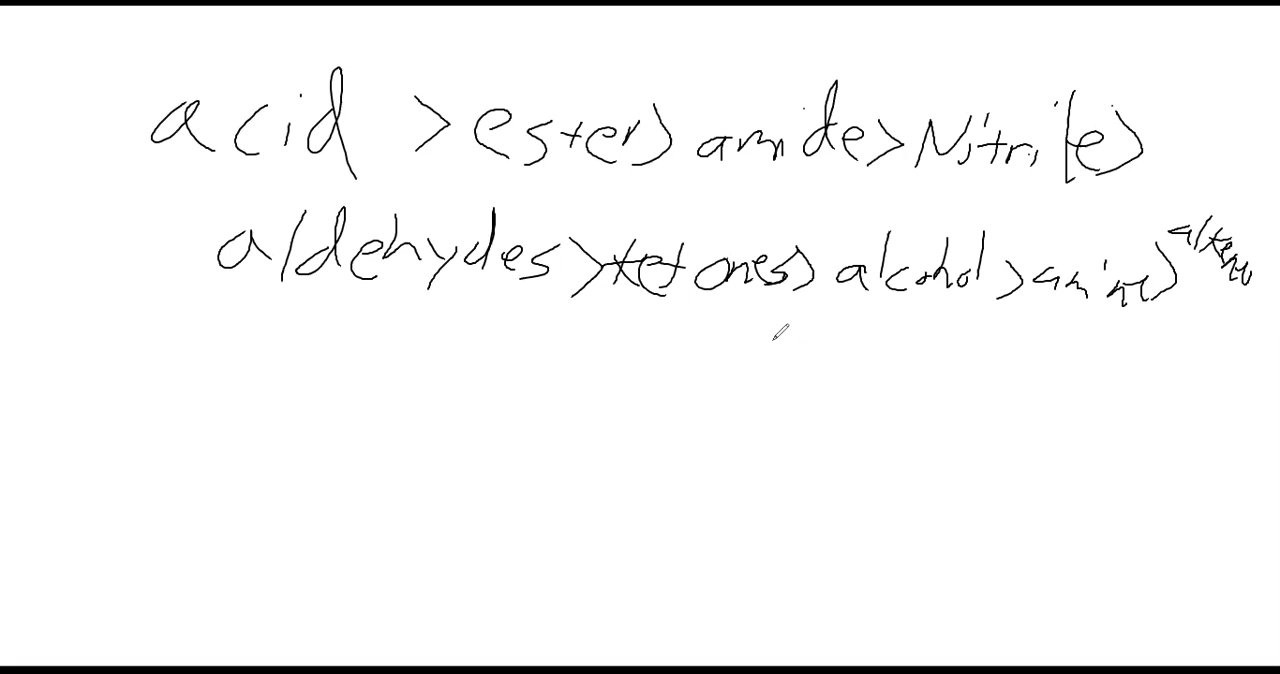 acid > ester > amide > Nitrile >
aldehydes > ketones > alcohol > amine > alkene